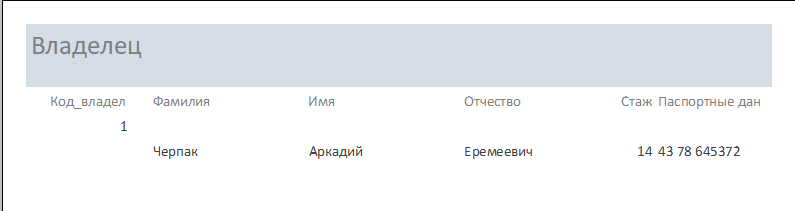 Владелец
Код_владел Фамилия Имя Отчество Стаж Паспортные дан
1
Черпак Аркадий Еремеевич 14 43 78 645372